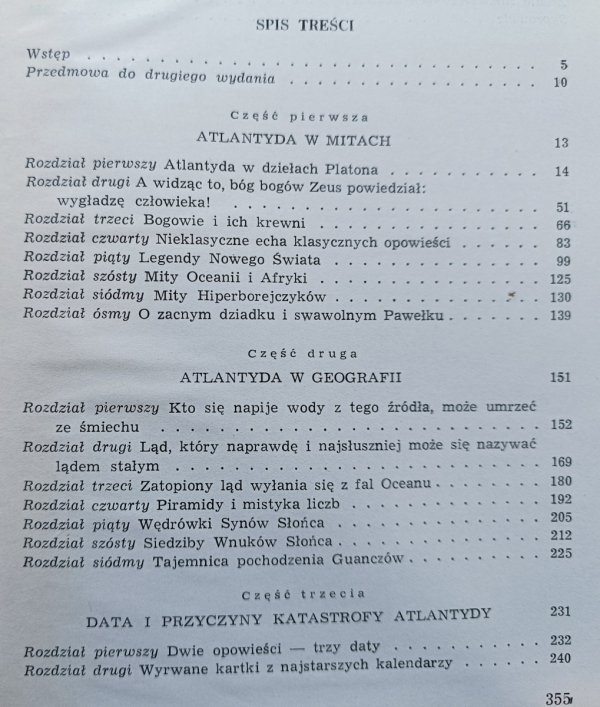 SPIS TREŚCI
Wstęp . . . . . . . . . . . . . . . . . . . . . . . . . 5
Przedmowa do drugiego wydania . . . . . . . . . . . . . . 10
Część pierwsza
ATLANTYDA W MITACH 13
Rozdział pierwszy Atlantyda w dziełach Platona . . . . . . . . 14
Rozdział drugi A widząc to, bóg bogów Zeus powiedział:
wygładzę człowieka! . . . . . . . . . . . . . . . . . 51
Rozdział trzeci Bogowie i ich krewni . . . . . . . . . . . . 66
Rozdział czwarty Nieklasyczne echa klasycznych opowieści . . . . . . 83
Rozdział piąty Legendy Nowego Świata . . . . . . . . . . . 99
Rozdział szósty Mity Oceanii i Afryki . . . . . . . . . . . . 125
Rozdział siódmy Mity Hiperborejczyków . . . . . . . . . . . 130
Rozdział ósmy O zacnym dziadku i swawolnym Pawełku . . . . . . . 139
Część druga
ATLANTYDA W GEOGRAFII 151
Rozdział pierwszy Kto się napije wody z tego źródła, może umrzeć
ze śmiechu . . . . . . . . . . . . . . . . . . . . 152
Rozdział drugi Ląd, który naprawdę i najsłuszniej może się nazywać
lądem stałym . . . . . . . . . . . . . . . . . . . 169
Rozdział trzeci Zatopiony ląd wyłania się z fal Oceanu . . . . . . 180
Rozdział czwarty Piramidy i mistyka liczb . . . . . . . . . . 192
Rozdział piąty Wędrówki Synów Słońca . . . . . . . . . . . 205
Rozdział szósty Siedziby Wnuków Słońca . . . . . . . . . . . 212
Rozdział siódmy Tajemnica pochodzenia Guanczów . . . . . . . . 225
Część trzecia
DATA I PRZYCZYNY KATASTROFY ATLANTYDY 231
Rozdział pierwszy Dwie opowieści — trzy daty . . . . . . . . 232
Rozdział drugi Wyrwane kartki z najstarszych kalendarzy . . . . . 240
355